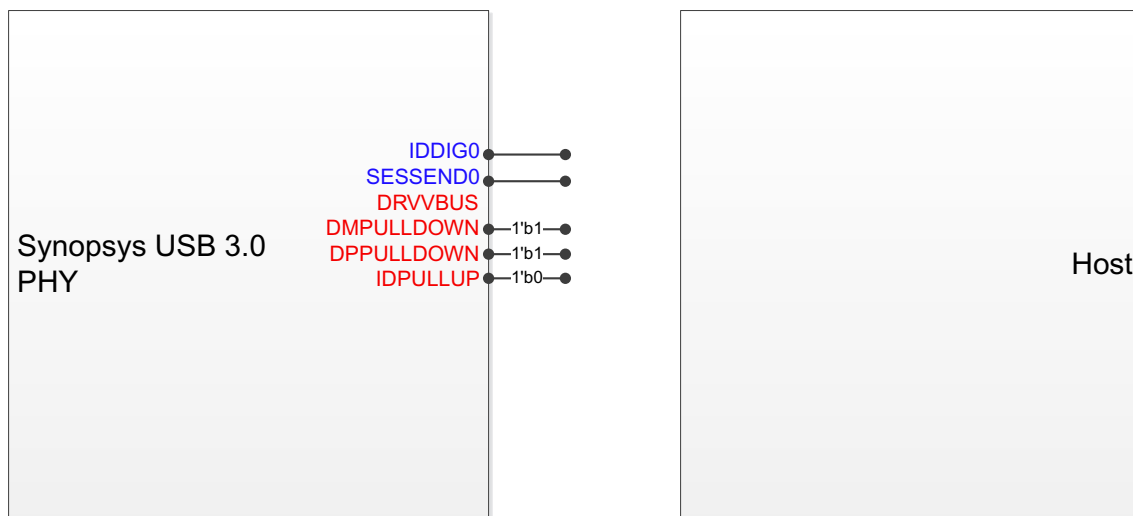 IDDIG0
SESSEND0
DRVVBUS
DMPULLDOWN 1'b1
DPPULLDOWN 1'b1
IDPULLUP 1'b0
Synopsys USB 3.0
PHY
Host